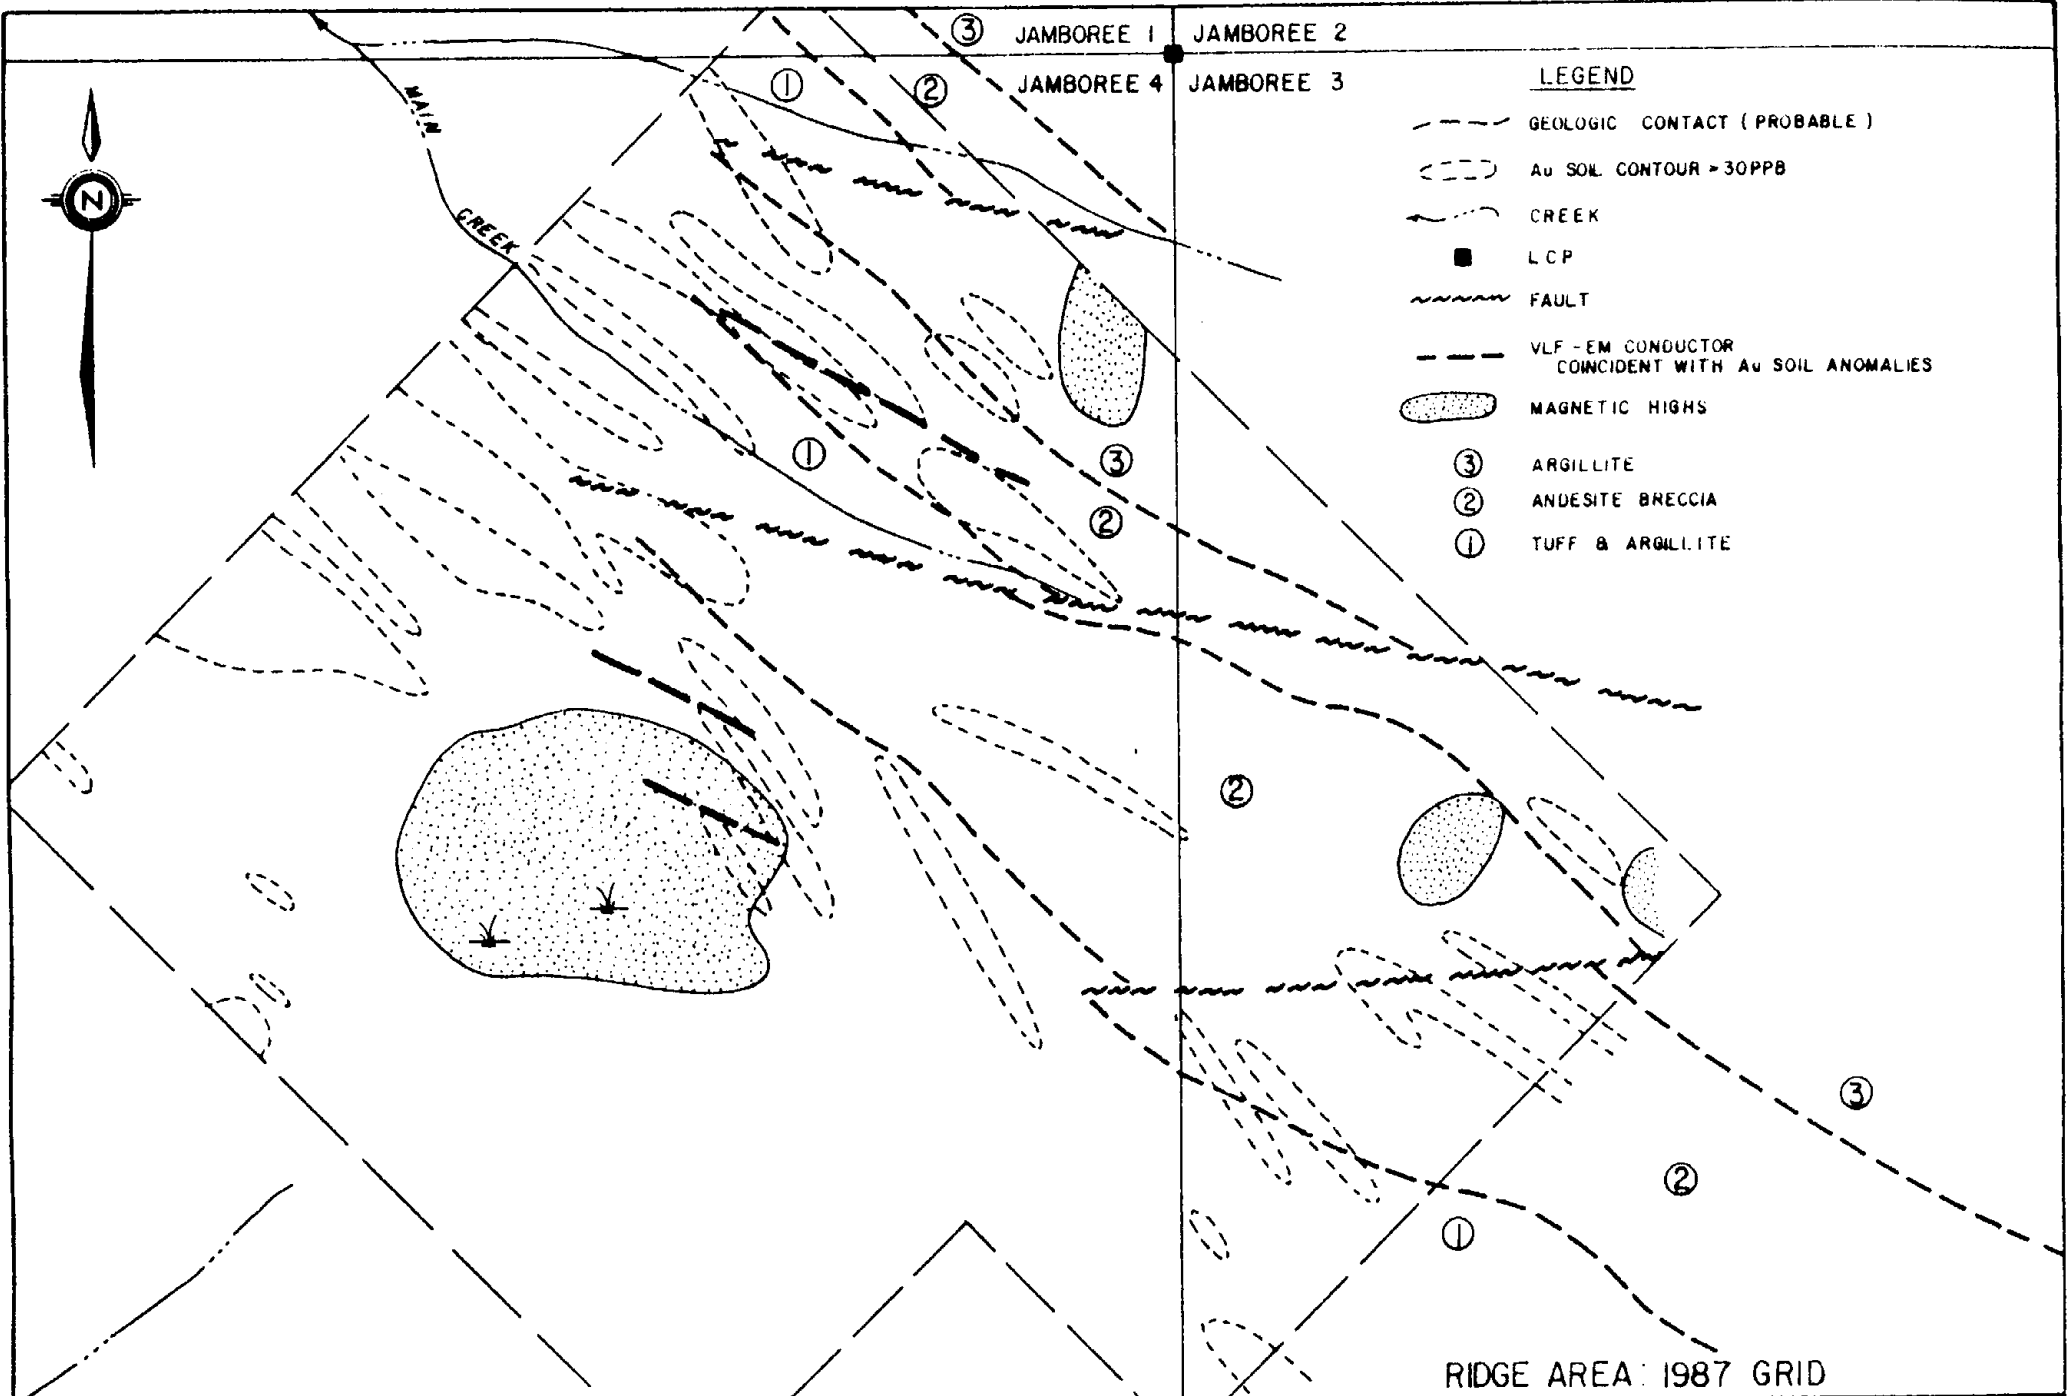 ③ JAMBOREE 1 JAMBOREE 2
① ② JAMBOREE 4 JAMBOREE 3
LEGEND
GEOLOGIC CONTACT ( PROBABLE )
Au SOIL CONTOUR > 30PPB
CREEK
LCP
FAULT
VLF - EM CONDUCTOR
COINCIDENT WITH Au SOIL ANOMALIES
MAGNETIC HIGHS
③ ARGILLITE
② ANDESITE BRECCIA
① TUFF & ARGILLITE
N
MAIN
CREEK
①
③
②
②
③
②
①
RIDGE AREA: 1987 GRID